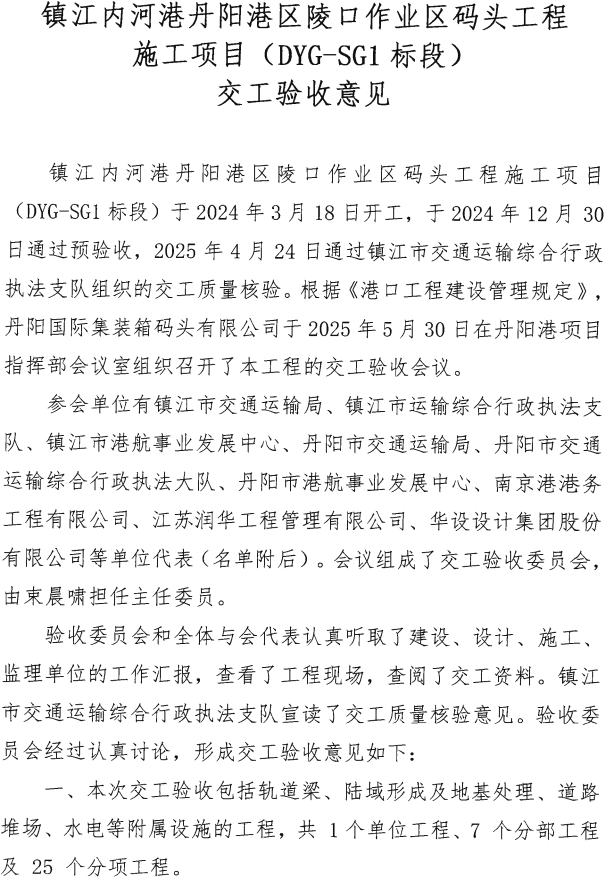 镇江内河港丹阳港区陵口作业区码头工程
施工项目（DYG-SG1 标段）
交工验收意见
镇江内河港丹阳港区陵口作业区码头工程施工项目
（DYG-SG1 标段）于 2024 年 3 月 18 日开工，于 2024 年 12 月 30
日通过预验收，2025 年 4 月 24 日通过镇江市交通运输综合行政
执法支队组织的交工质量核验。根据《港口工程建设管理规定》，
丹阳国际集装箱码头有限公司于 2025 年 5 月 30 日在丹阳港项目
指挥部会议室组织召开了本工程的交工验收会议。
参会单位有镇江市交通运输局、镇江市运输综合行政执法支
队、镇江市港航事业发展中心、丹阳市交通运输局、丹阳市交通
运输综合行政执法大队、丹阳市港航事业发展中心、南京港港务
工程有限公司、江苏润华工程管理有限公司、华设设计集团股份
有限公司等单位代表（名单附后）。会议组成了交工验收委员会，
由束晨啸担任主任委员。
验收委员会和全体与会代表认真听取了建设、设计、施工、
监理单位的工作汇报，查看了工程现场，查阅了交工资料。镇江
市交通运输综合行政执法支队宣读了交工质量核验意见。验收委
员会经过认真讨论，形成交工验收意见如下：
一、本次交工验收包括轨道梁、陆域形成及地基处理、道路
堆场、水电等附属设施的工程，共 1个单位工程、7 个分部工程
及 25 个分项工程。